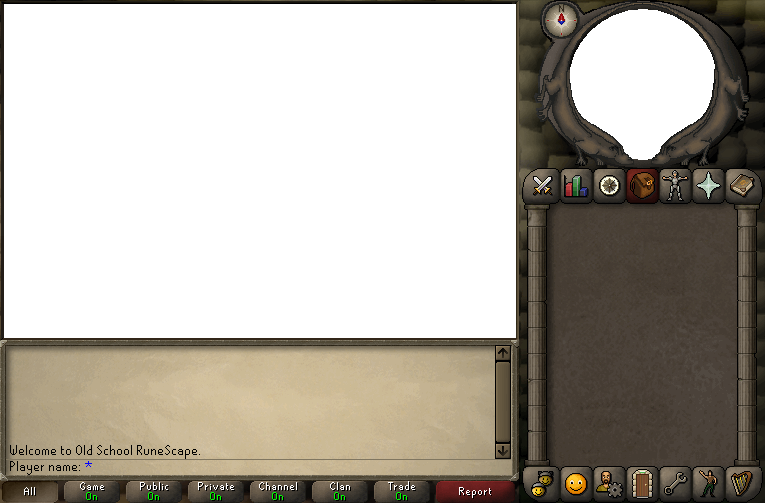 N
Welcome to Old School RuneScape.
Player name: *
All
Game
On
Public
On
Private
On
Channel
On
Clan
On
Trade
On
Report